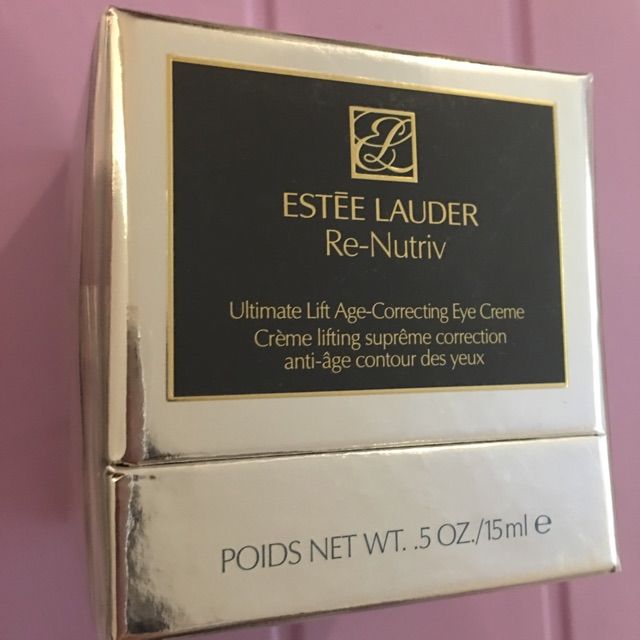 ESTĒE LAUDER
Re-Nutriv
Ultimate Lift Age-Correcting Eye Creme
Crème lifting suprême correction
anti-âge contour des yeux
POIDS NET WT. .5 OZ./15ml ℮